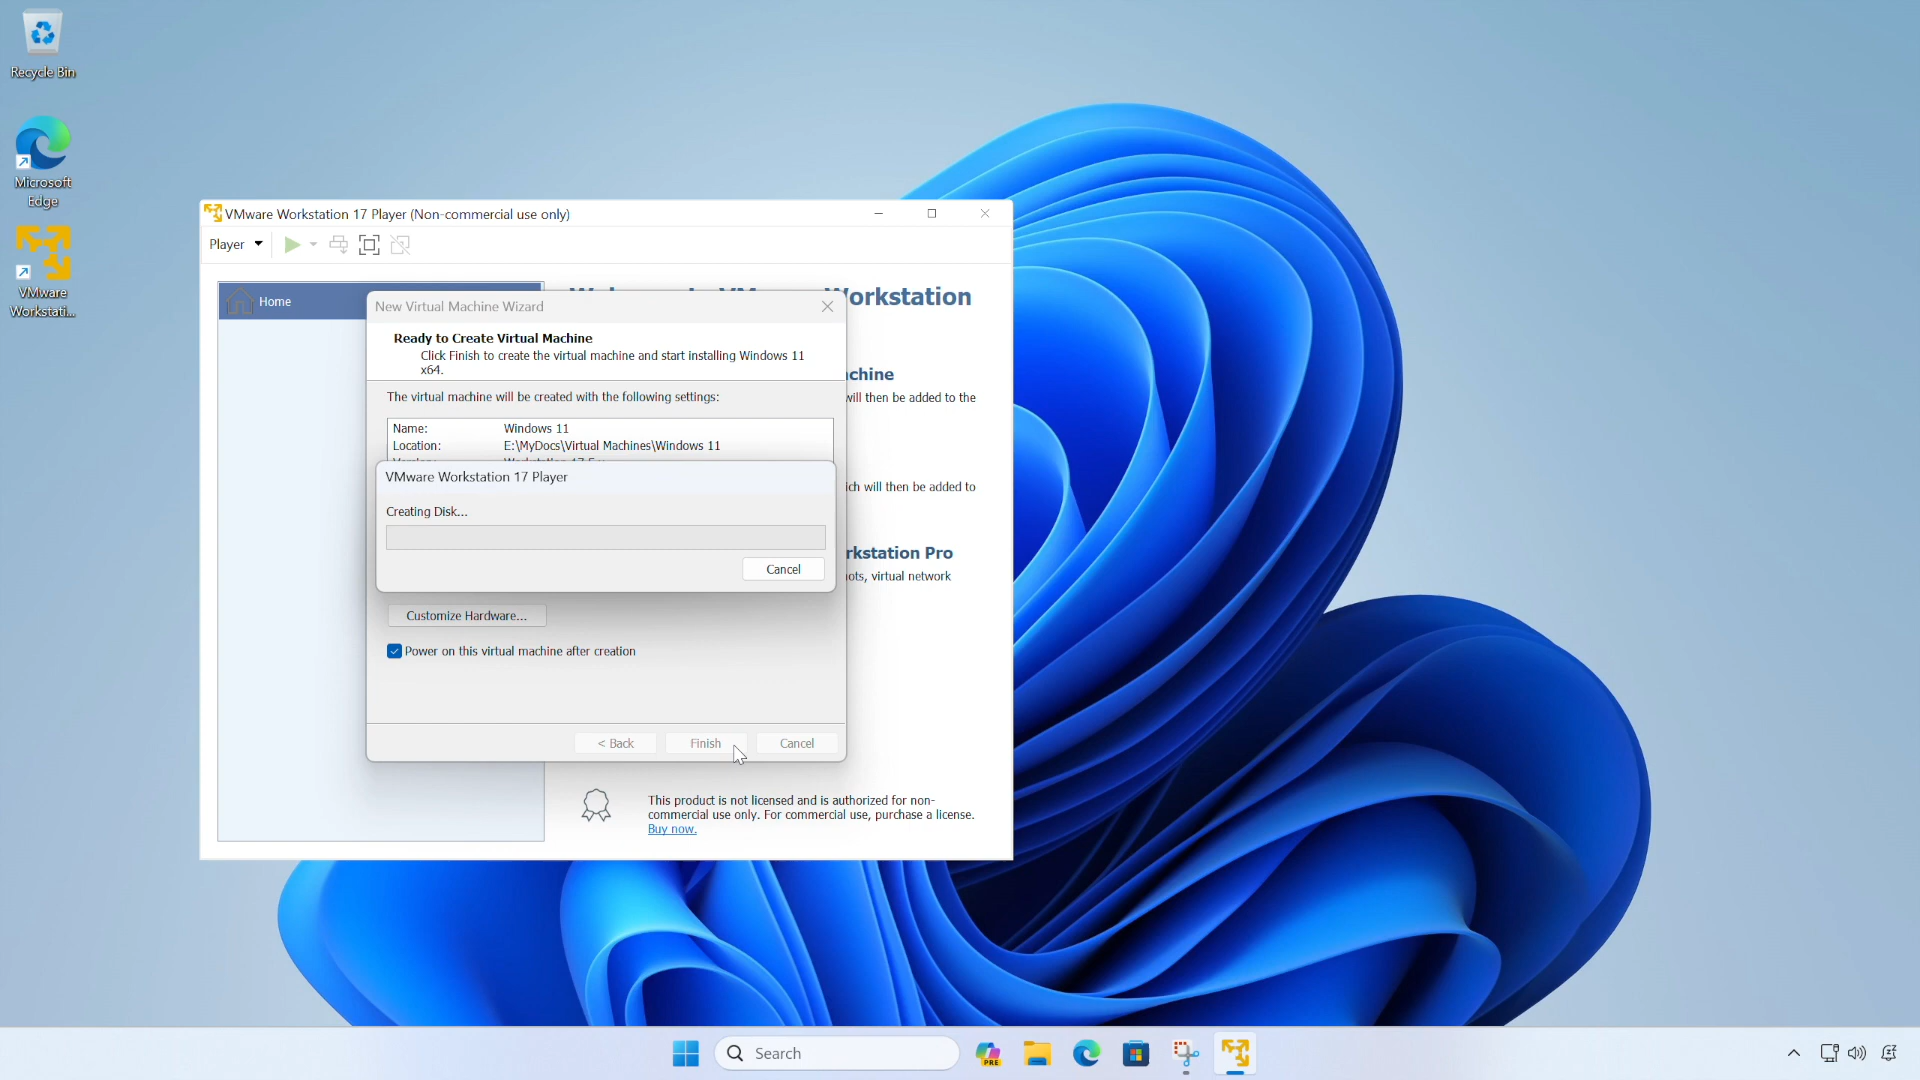 Recycle Bin
Microsoft
Edge
VMware
Workstati...
VMware Workstation 17 Player (Non-commercial use only)
Player
Home
orkstation
New Virtual Machine Wizard
Ready to Create Virtual Machine
Click Finish to create the virtual machine and start installing Windows 11
x64.
achine
will then be added to the
The virtual machine will be created with the following settings:
Name: Windows 11
Location: E:\MyDocs\Virtual Machines\Windows 11
VMware Workstation 17 Player
ich will then be added to
Creating Disk...
rkstation Pro
Cancel
ots, virtual network
Customize Hardware...
Power on this virtual machine after creation
< Back
Finish
Cancel
This product is not licensed and is authorized for non-
commercial use only. For commercial use, purchase a license.
Buy now.
Search
PRE